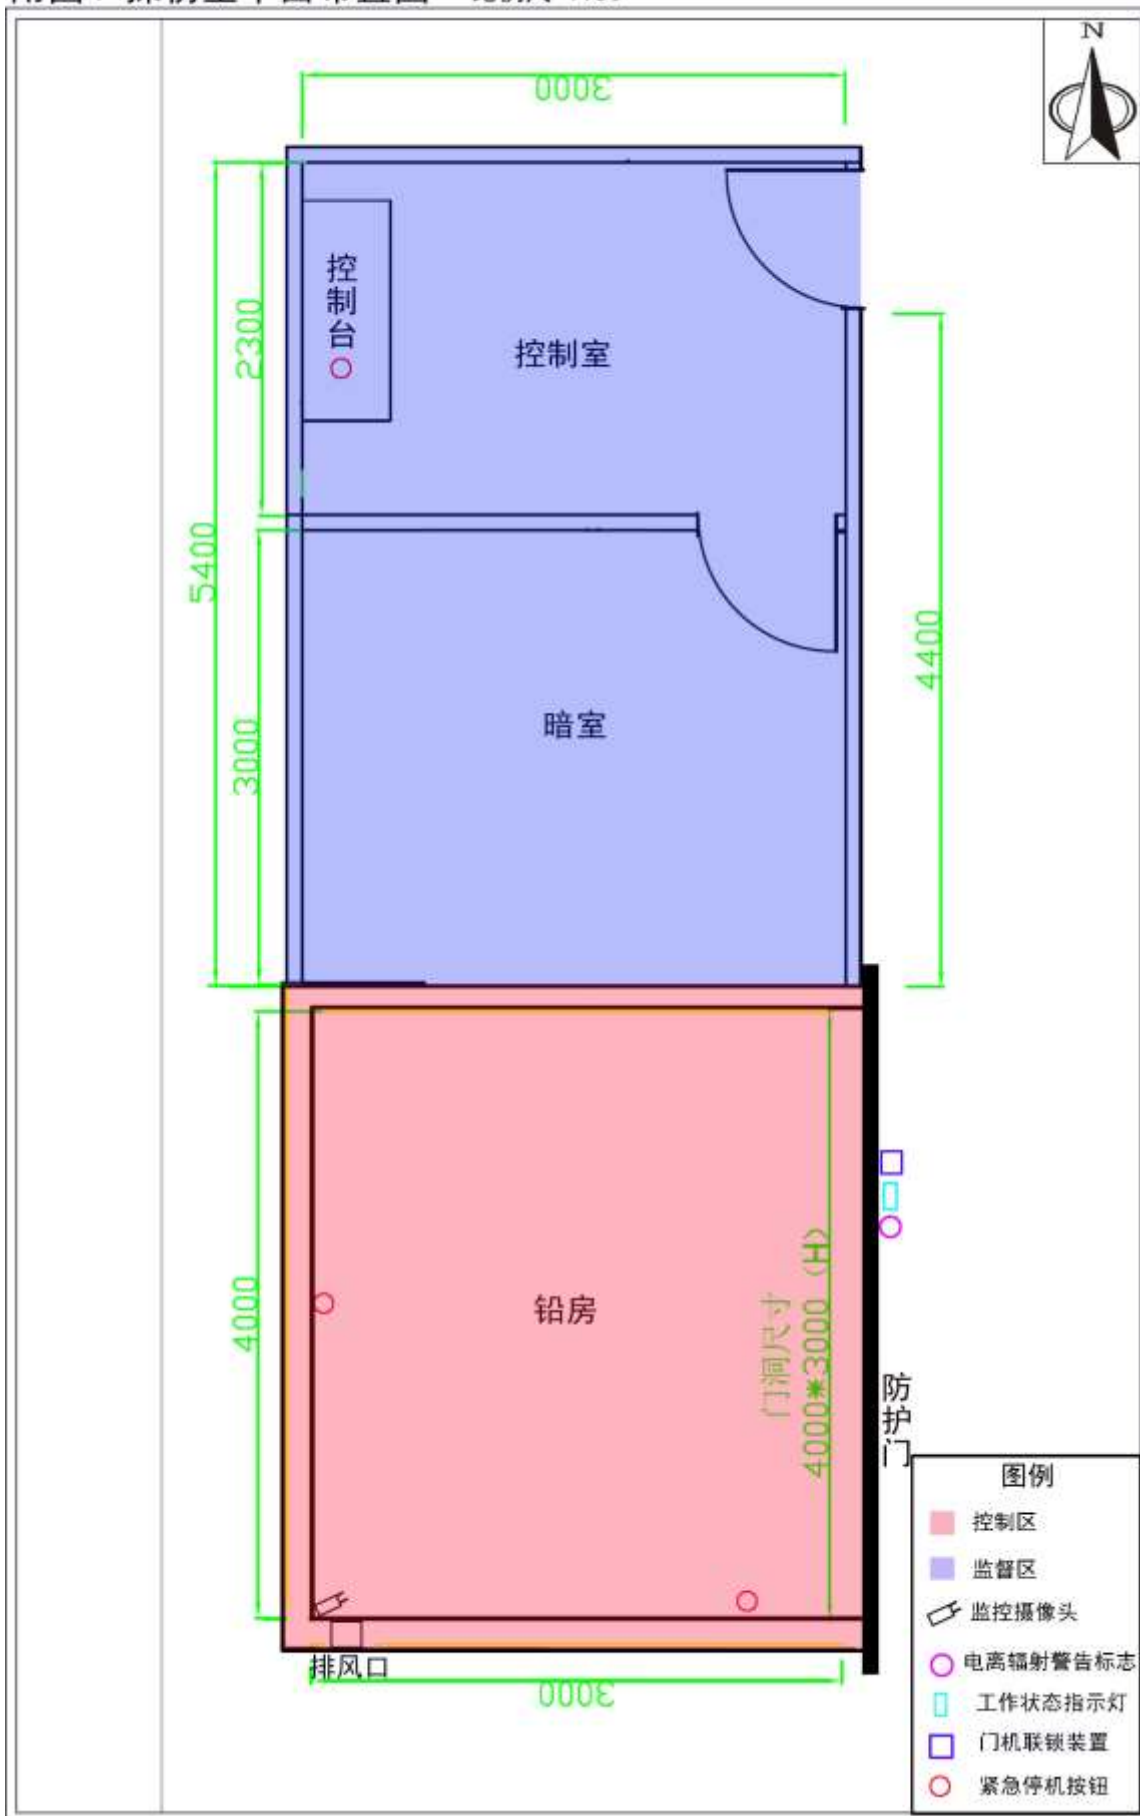 N
3000
控制台
2300
控制室
5400
4400
3000
暗室
4000
铅房
门洞尺寸
4000*3000（H）
防护门
排风口
3000
图例
控制区
监督区
监控摄像头
电离辐射警告标志
工作状态指示灯
门机联锁装置
紧急停机按钮